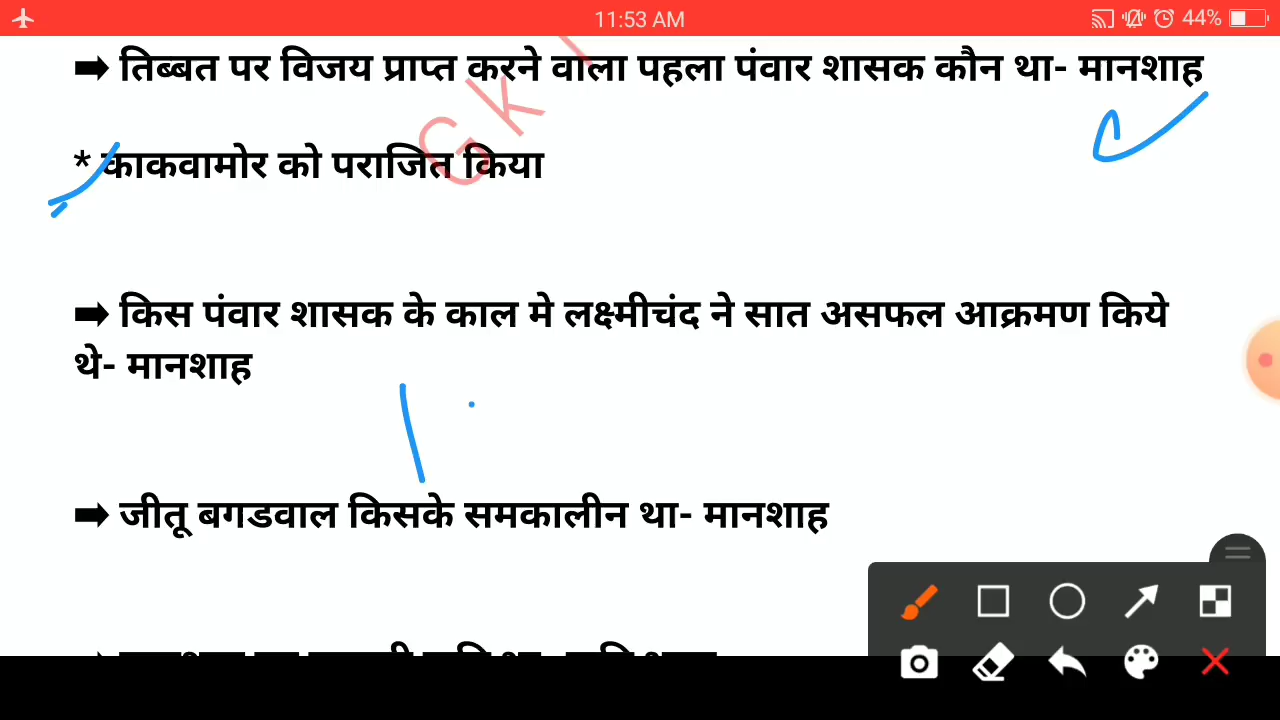 11:53 AM
44%
➡ तिब्बत पर विजय प्राप्त करने वाला पहला पंवार शासक कौन था- मानशाह
* काकवामोर को पराजित किया
➡ किस पंवार शासक के काल मे लक्ष्मीचंद ने सात असफल आक्रमण किये
थे- मानशाह
➡ जीतू बगडवाल किसके समकालीन था- मानशाह
GK